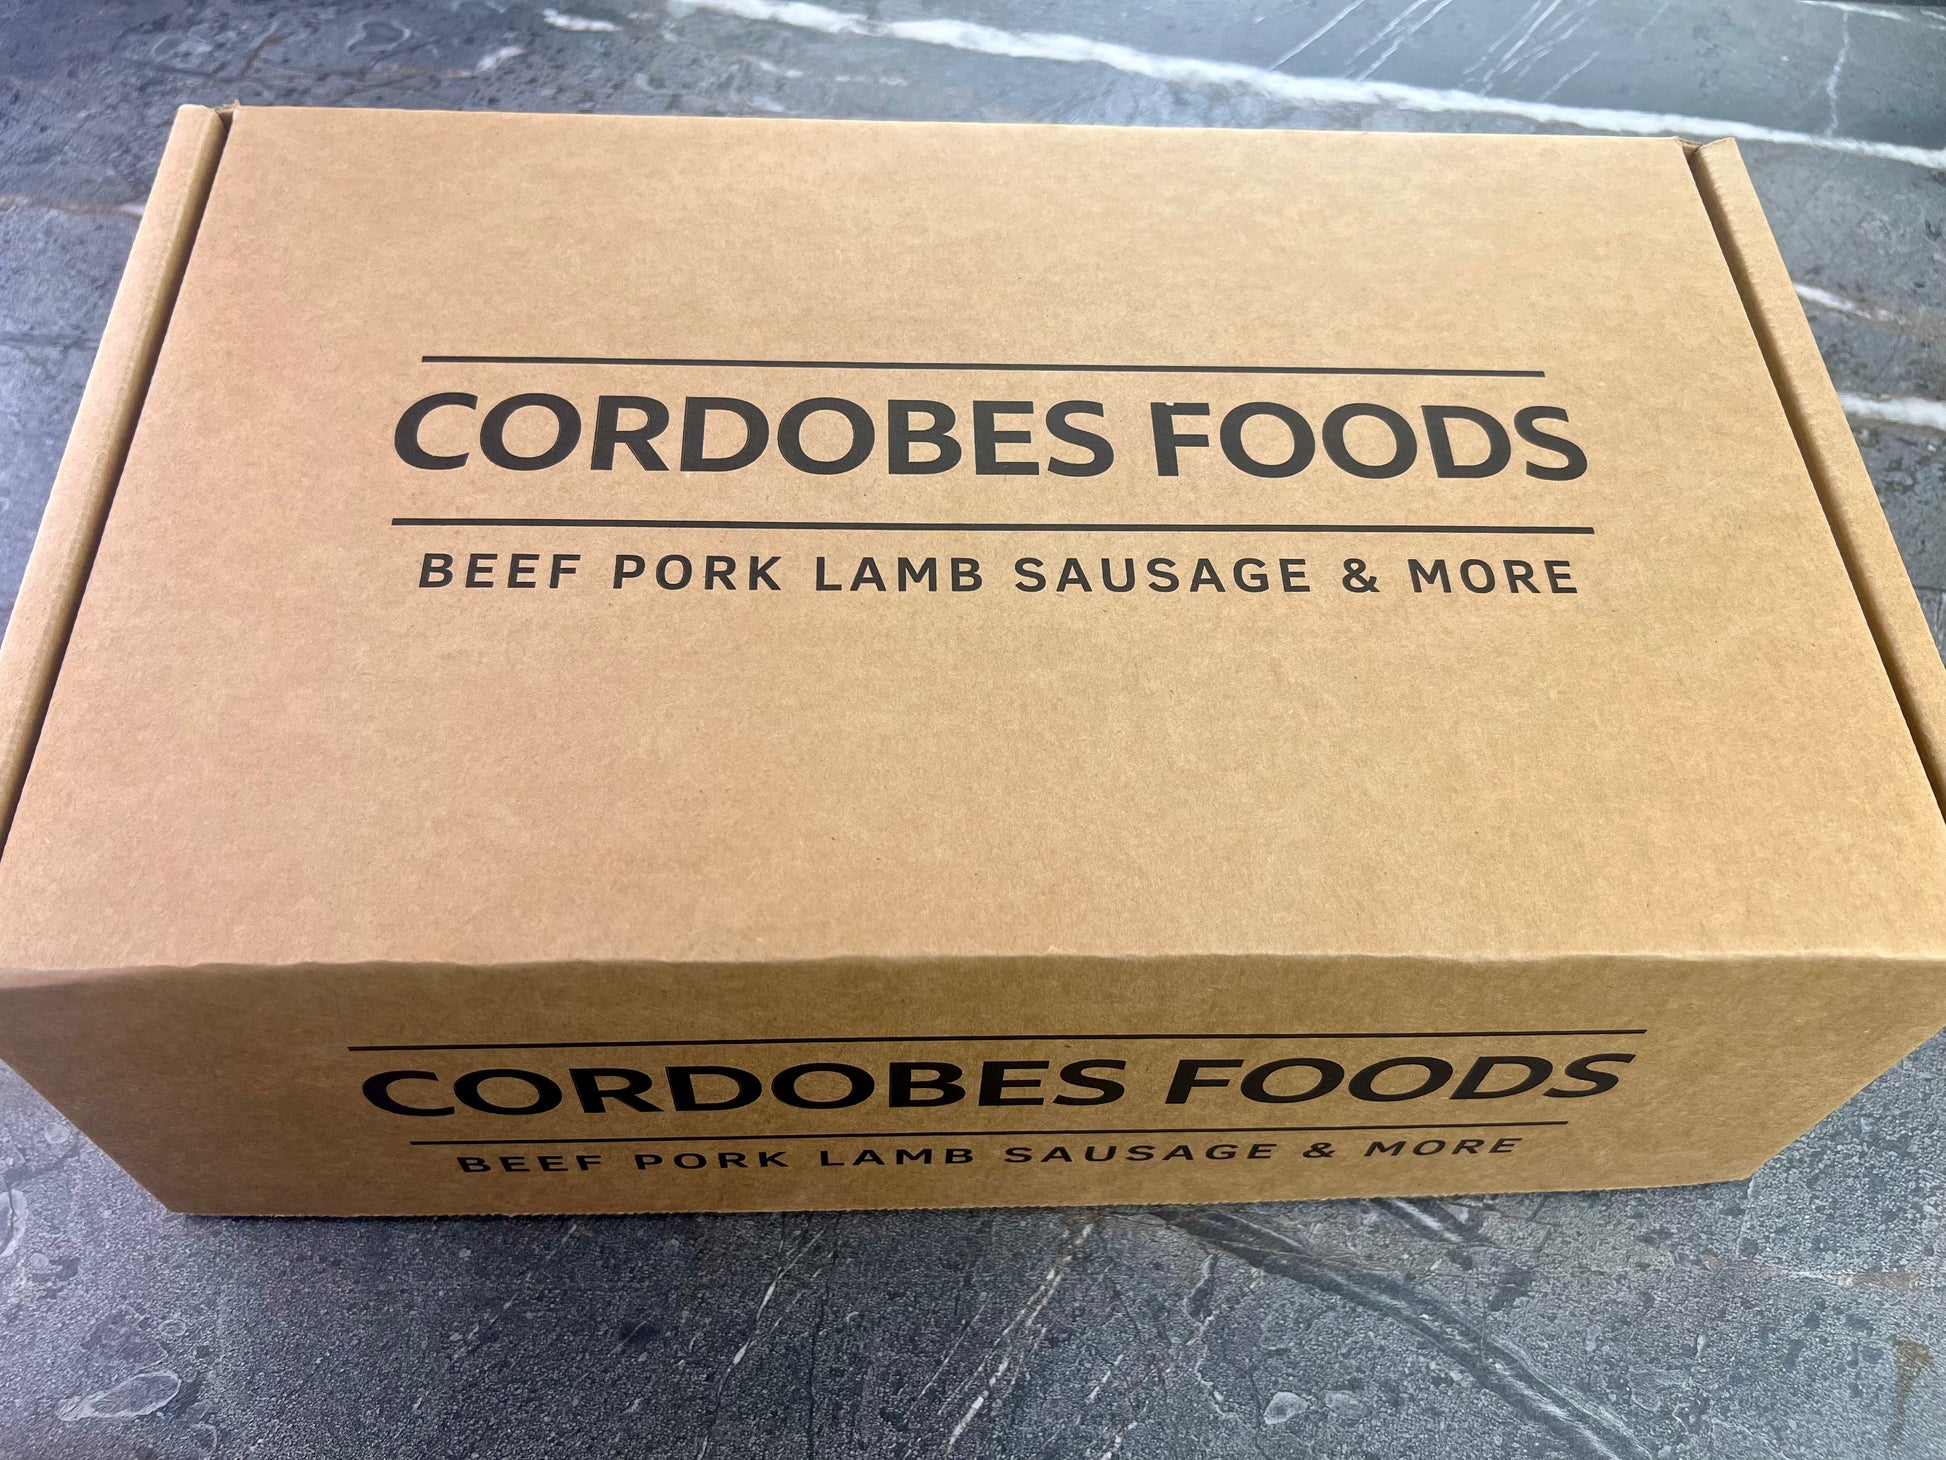 CORDOBES FOODS
BEEF PORK LAMB SAUSAGE & MORE
CORDOBES FOODS
BEEF PORK LAMB SAUSAGE & MORE